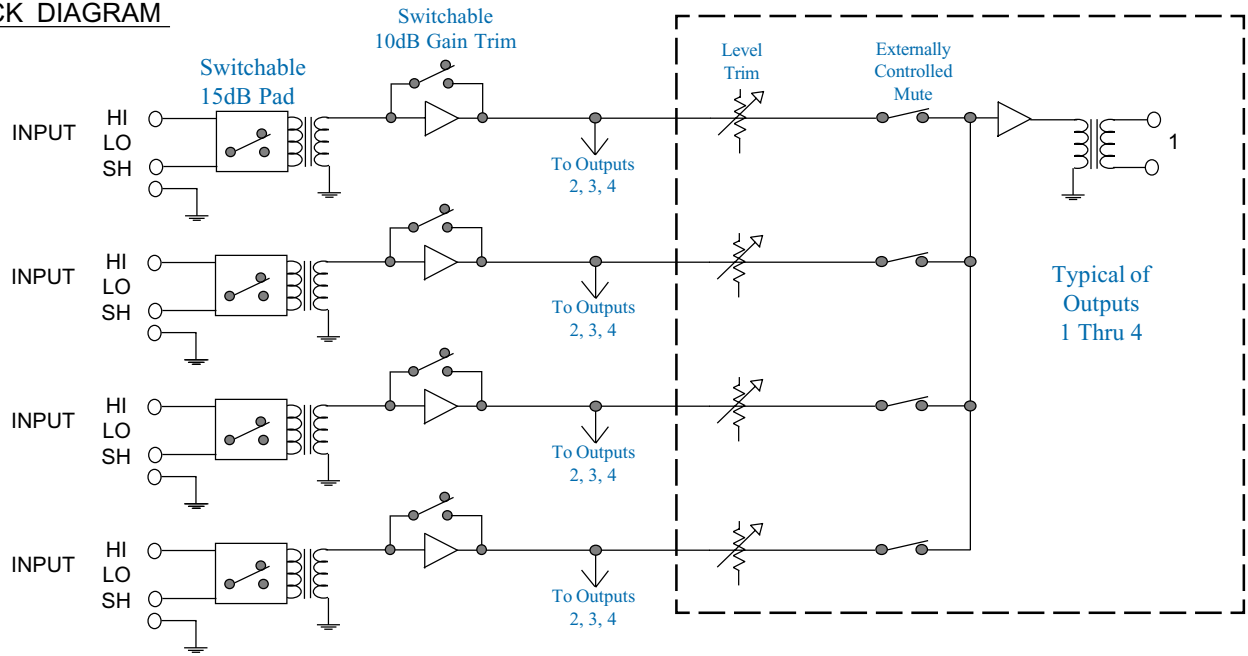 CK DIAGRAM
Switchable
10dB Gain Trim
Switchable
15dB Pad
Level
Trim
Externally
Controlled
Mute
INPUT
HI
LO
SH
To Outputs
2, 3, 4
1
INPUT
HI
LO
SH
To Outputs
2, 3, 4
Typical of
Outputs
1 Thru 4
INPUT
HI
LO
SH
To Outputs
2, 3, 4
INPUT
HI
LO
SH
To Outputs
2, 3, 4